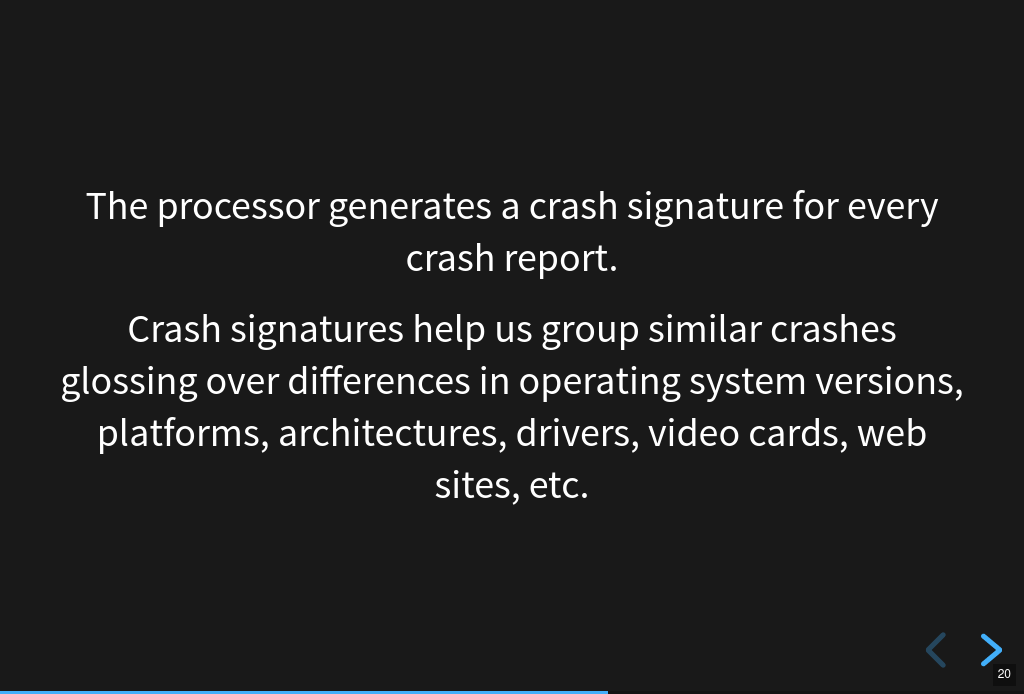 The processor generates a crash signature for every
crash report.
Crash signatures help us group similar crashes
glossing over differences in operating system versions,
platforms, architectures, drivers, video cards, web
sites, etc.
20